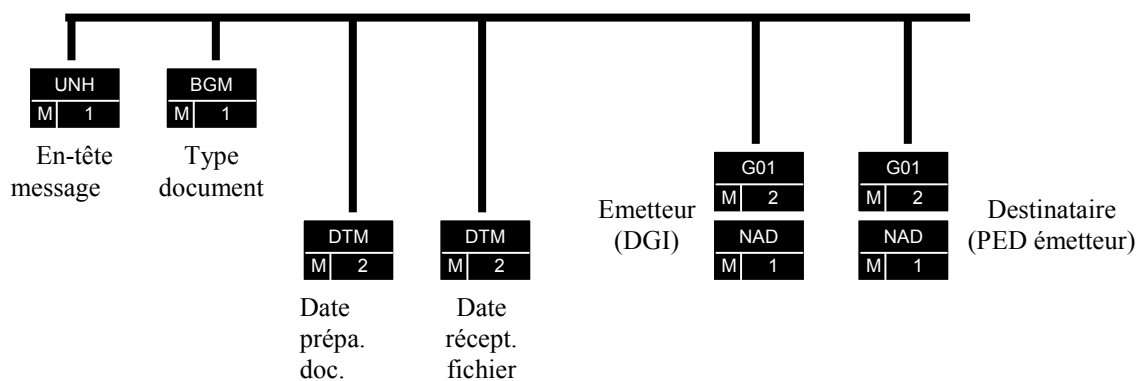 UNH
M 1
En-tête
message
BGM
M 1
Type
document
DTM
M 2
Date
prépa.
doc.
DTM
M 2
Date
récept.
fichier
Emetteur
(DGI)
G01
M 2
NAD
M 1
G01
M 2
NAD
M 1
Destinataire
(PED émetteur)